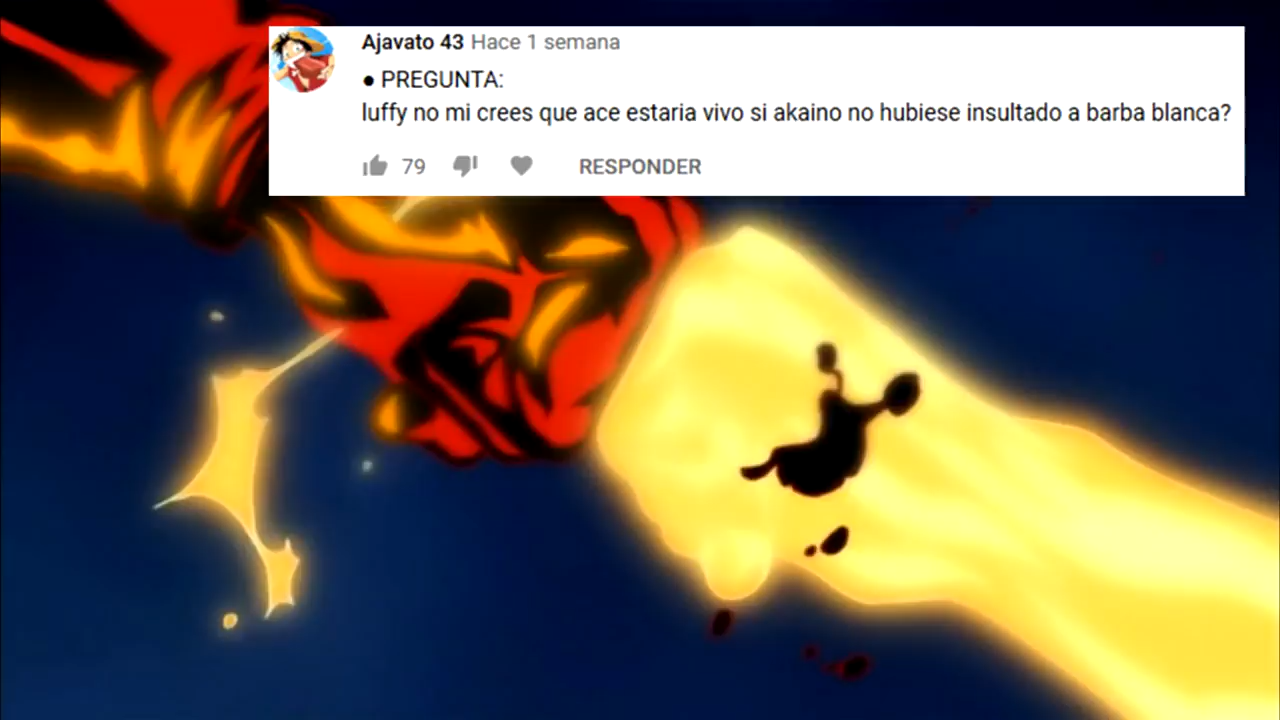 Ajavato 43 Hace 1 semana
● PREGUNTA:
luffy no mi crees que ace estaria vivo si akaino no hubiese insultado a barba blanca?
79 RESPONDER